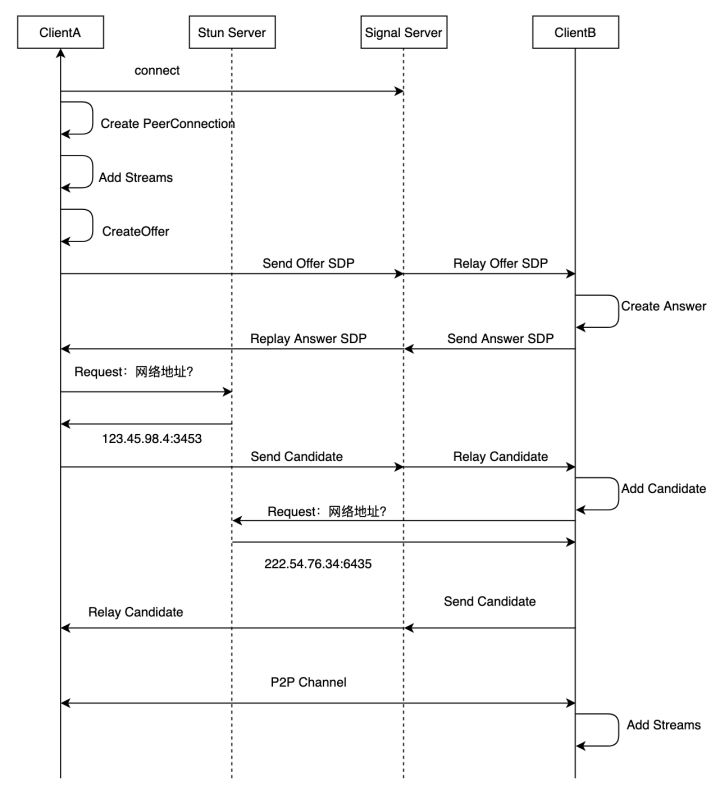 ClientA
Stun Server
Signal Server
ClientB
connect
Create PeerConnection
Add Streams
CreateOffer
Send Offer SDP
Relay Offer SDP
Create Answer
Replay Answer SDP
Send Answer SDP
Request：网络地址？
123.45.98.4:3453
Send Candidate
Relay Candidate
Add Candidate
Request：网络地址？
222.54.76.34:6435
Send Candidate
Relay Candidate
P2P Channel
Add Streams